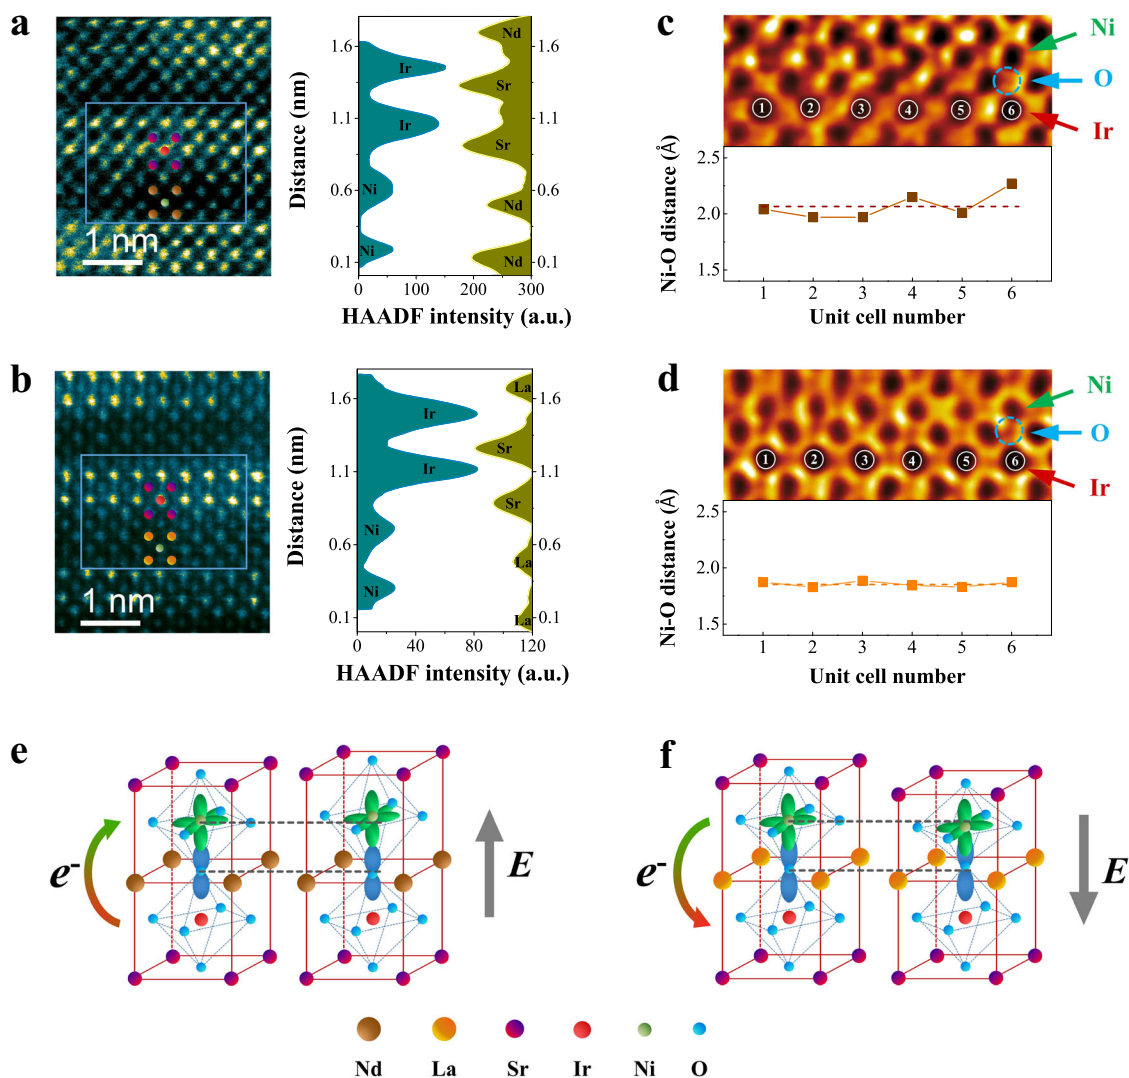 a
1 nm
Distance (nm)
1.6
1.1
0.6
0.1
Ir
Ir
Ni
Ni
Nd
Sr
Sr
Nd
Nd
1.6
1.1
0.6
0.1
0 100 200 300
0 100
HAADF intensity (a.u.)
c
Ni
O
Ir
1 2 3 4 5 6
Ni-O distance (Å)
2.5
2.0
1.5
1 2 3 4 5 6
Unit cell number
b
1 nm
Distance (nm)
1.6
1.1
0.6
0.1
Ir
Ir
Ni
Ni
La
Sr
Sr
La
La
1.6
1.1
0.6
0.1
0 40 80 120
HAADF intensity (a.u.)
d
Ni
O
Ir
1 2 3 4 5 6
Ni-O distance (Å)
2.5
2.0
1.5
1 2 3 4 5 6
Unit cell number
e
e-
E
f
e-
E
Nd La Sr Ir Ni O